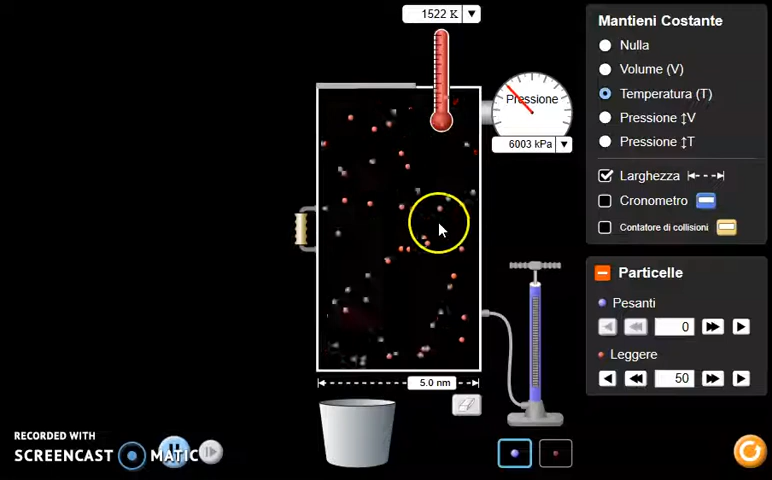 1522 K
Pressione
6003 kPa
5.0 nm
Mantieni Costante
Nulla
Volume (V)
Temperatura (T)
Pressione ↕V
Pressione ↕T
Larghezza
Cronometro
Contatore di collisioni
Particelle
Pesanti
0
Leggere
50
RECORDED WITH
SCREENCAST MATIC